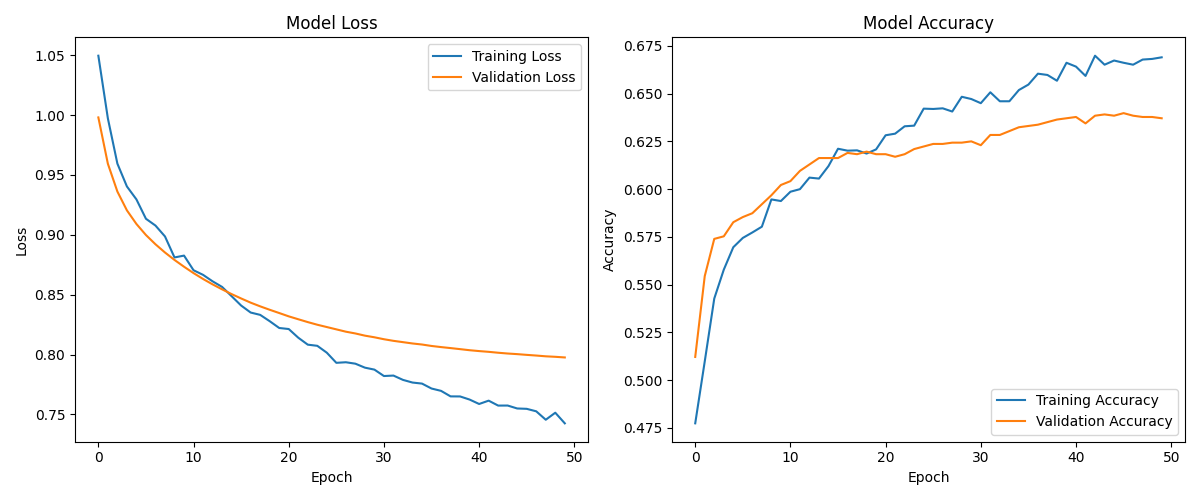 Model Loss
Training Loss
Validation Loss
1.05
1.00
0.95
0.90
0.85
0.80
0.75
Loss
0 10 20 30 40 50
Epoch
Model Accuracy
0.675
0.650
0.625
0.600
0.575
0.550
0.525
0.500
0.475
Accuracy
Training Accuracy
Validation Accuracy
0 10 20 30 40 50
Epoch